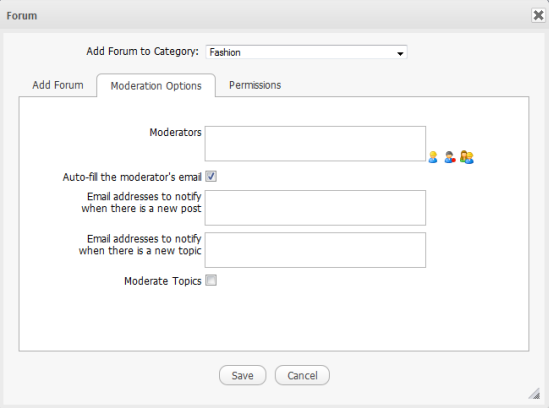 Forum
Add Forum to Category: Fashion
Add Forum Moderation Options Permissions
Moderators
Auto-fill the moderator's email
Email addresses to notify
when there is a new post
Email addresses to notify
when there is a new topic
Moderate Topics
Save Cancel